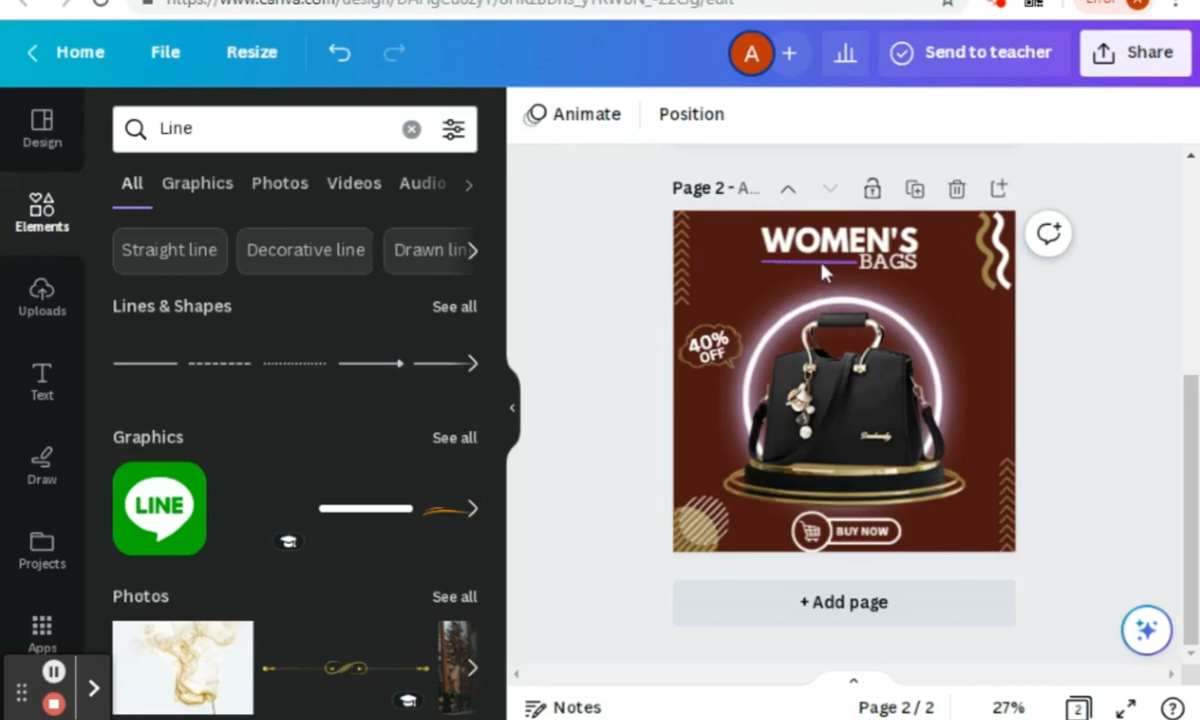 Home
File
Resize
A
Send to teacher
Share
Design
Elements
Uploads
Text
Draw
Projects
Apps
Line
All
Graphics
Photos
Videos
Audio
Straight line
Decorative line
Drawn lin
Lines & Shapes
See all
Graphics
See all
LINE
Photos
See all
Animate
Position
Page 2 - A...
WOMEN'S
BAGS
40%
OFF
BUY NOW
+ Add page
Notes
Page 2 / 2
27%
2